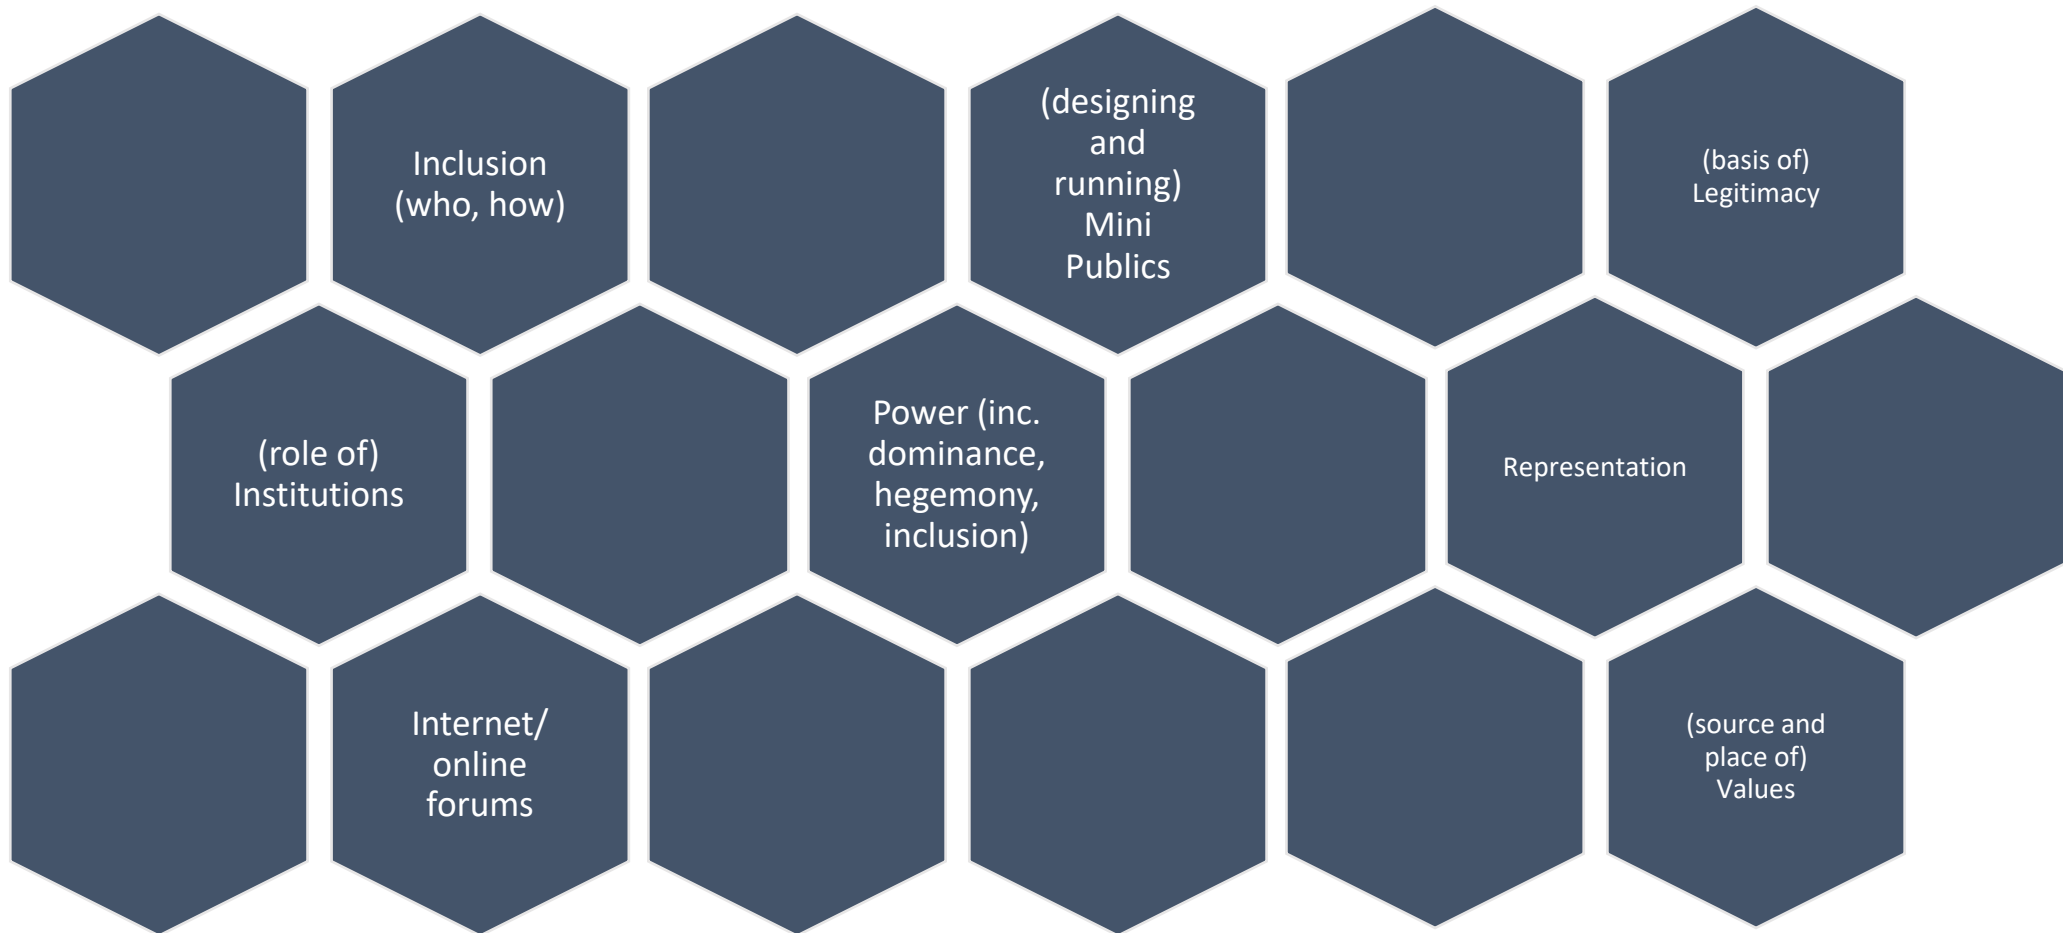 Inclusion
(who, how)
(designing
and
running)
Mini
Publics
(basis of)
Legitimacy
(role of)
Institutions
Power (inc.
dominance,
hegemony,
inclusion)
Representation
Internet/
online
forums
(source and
place of)
Values